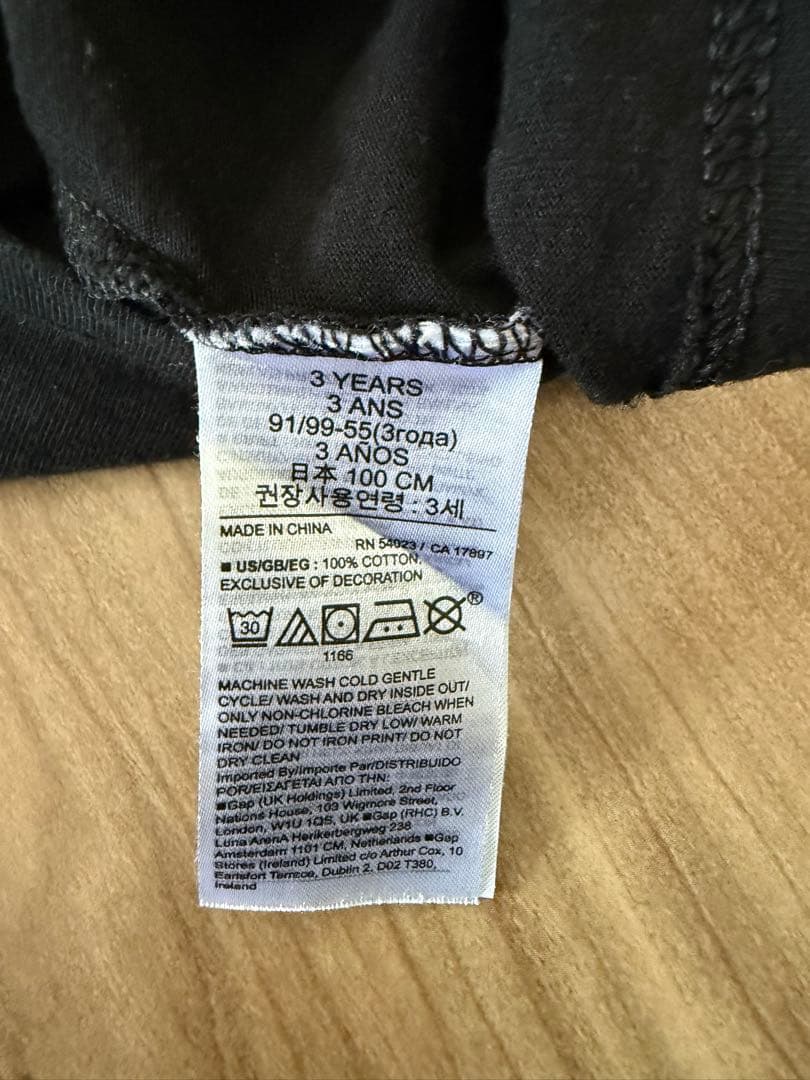 3 YEARS
3 ANS
91/99-55(3года)
3 AÑOS
日本 100 CM
권장사용연령 : 3세
MADE IN CHINA
RN 54023 / CA 17897
■ US/GB/EG : 100% COTTON.
EXCLUSIVE OF DECORATION
30
®
1166
MACHINE WASH COLD GENTLE
CYCLE/ WASH AND DRY INSIDE OUT/
ONLY NON-CHLORINE BLEACH WHEN
NEEDED/ TUMBLE DRY LOW/ WARM
IRON/ DO NOT IRON PRINT/ DO NOT
DRY CLEAN
Imported By/Importe Par/DISTRIBUIDO
POR/ΕΙΣΑΓΕΤΑΙ ΑΠΟ ΤΗΝ:
■Gap (UK Holdings) Limited, 2nd Floor
Nations House, 103 Wigmore Street,
London, W1U 1QS, UK ■Gap (RHC) B.V.
Luna ArenA Herikerbergweg 238
Amsterdam 1101 CM, Netherlands ■Gap
Stores (Ireland) Limited c/o Arthur Cox, 10
Earlsfort Terrace, Dublin 2, D02 T380,
Ireland